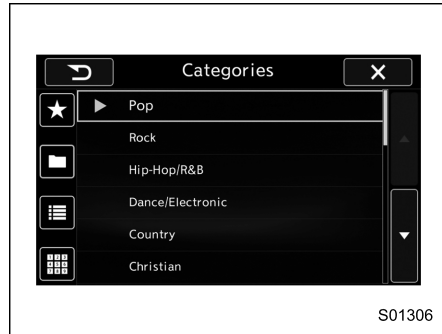 Categories
Pop
Rock
Hip-Hop/R&B
Dance/Electronic
Country
Christian
S01306